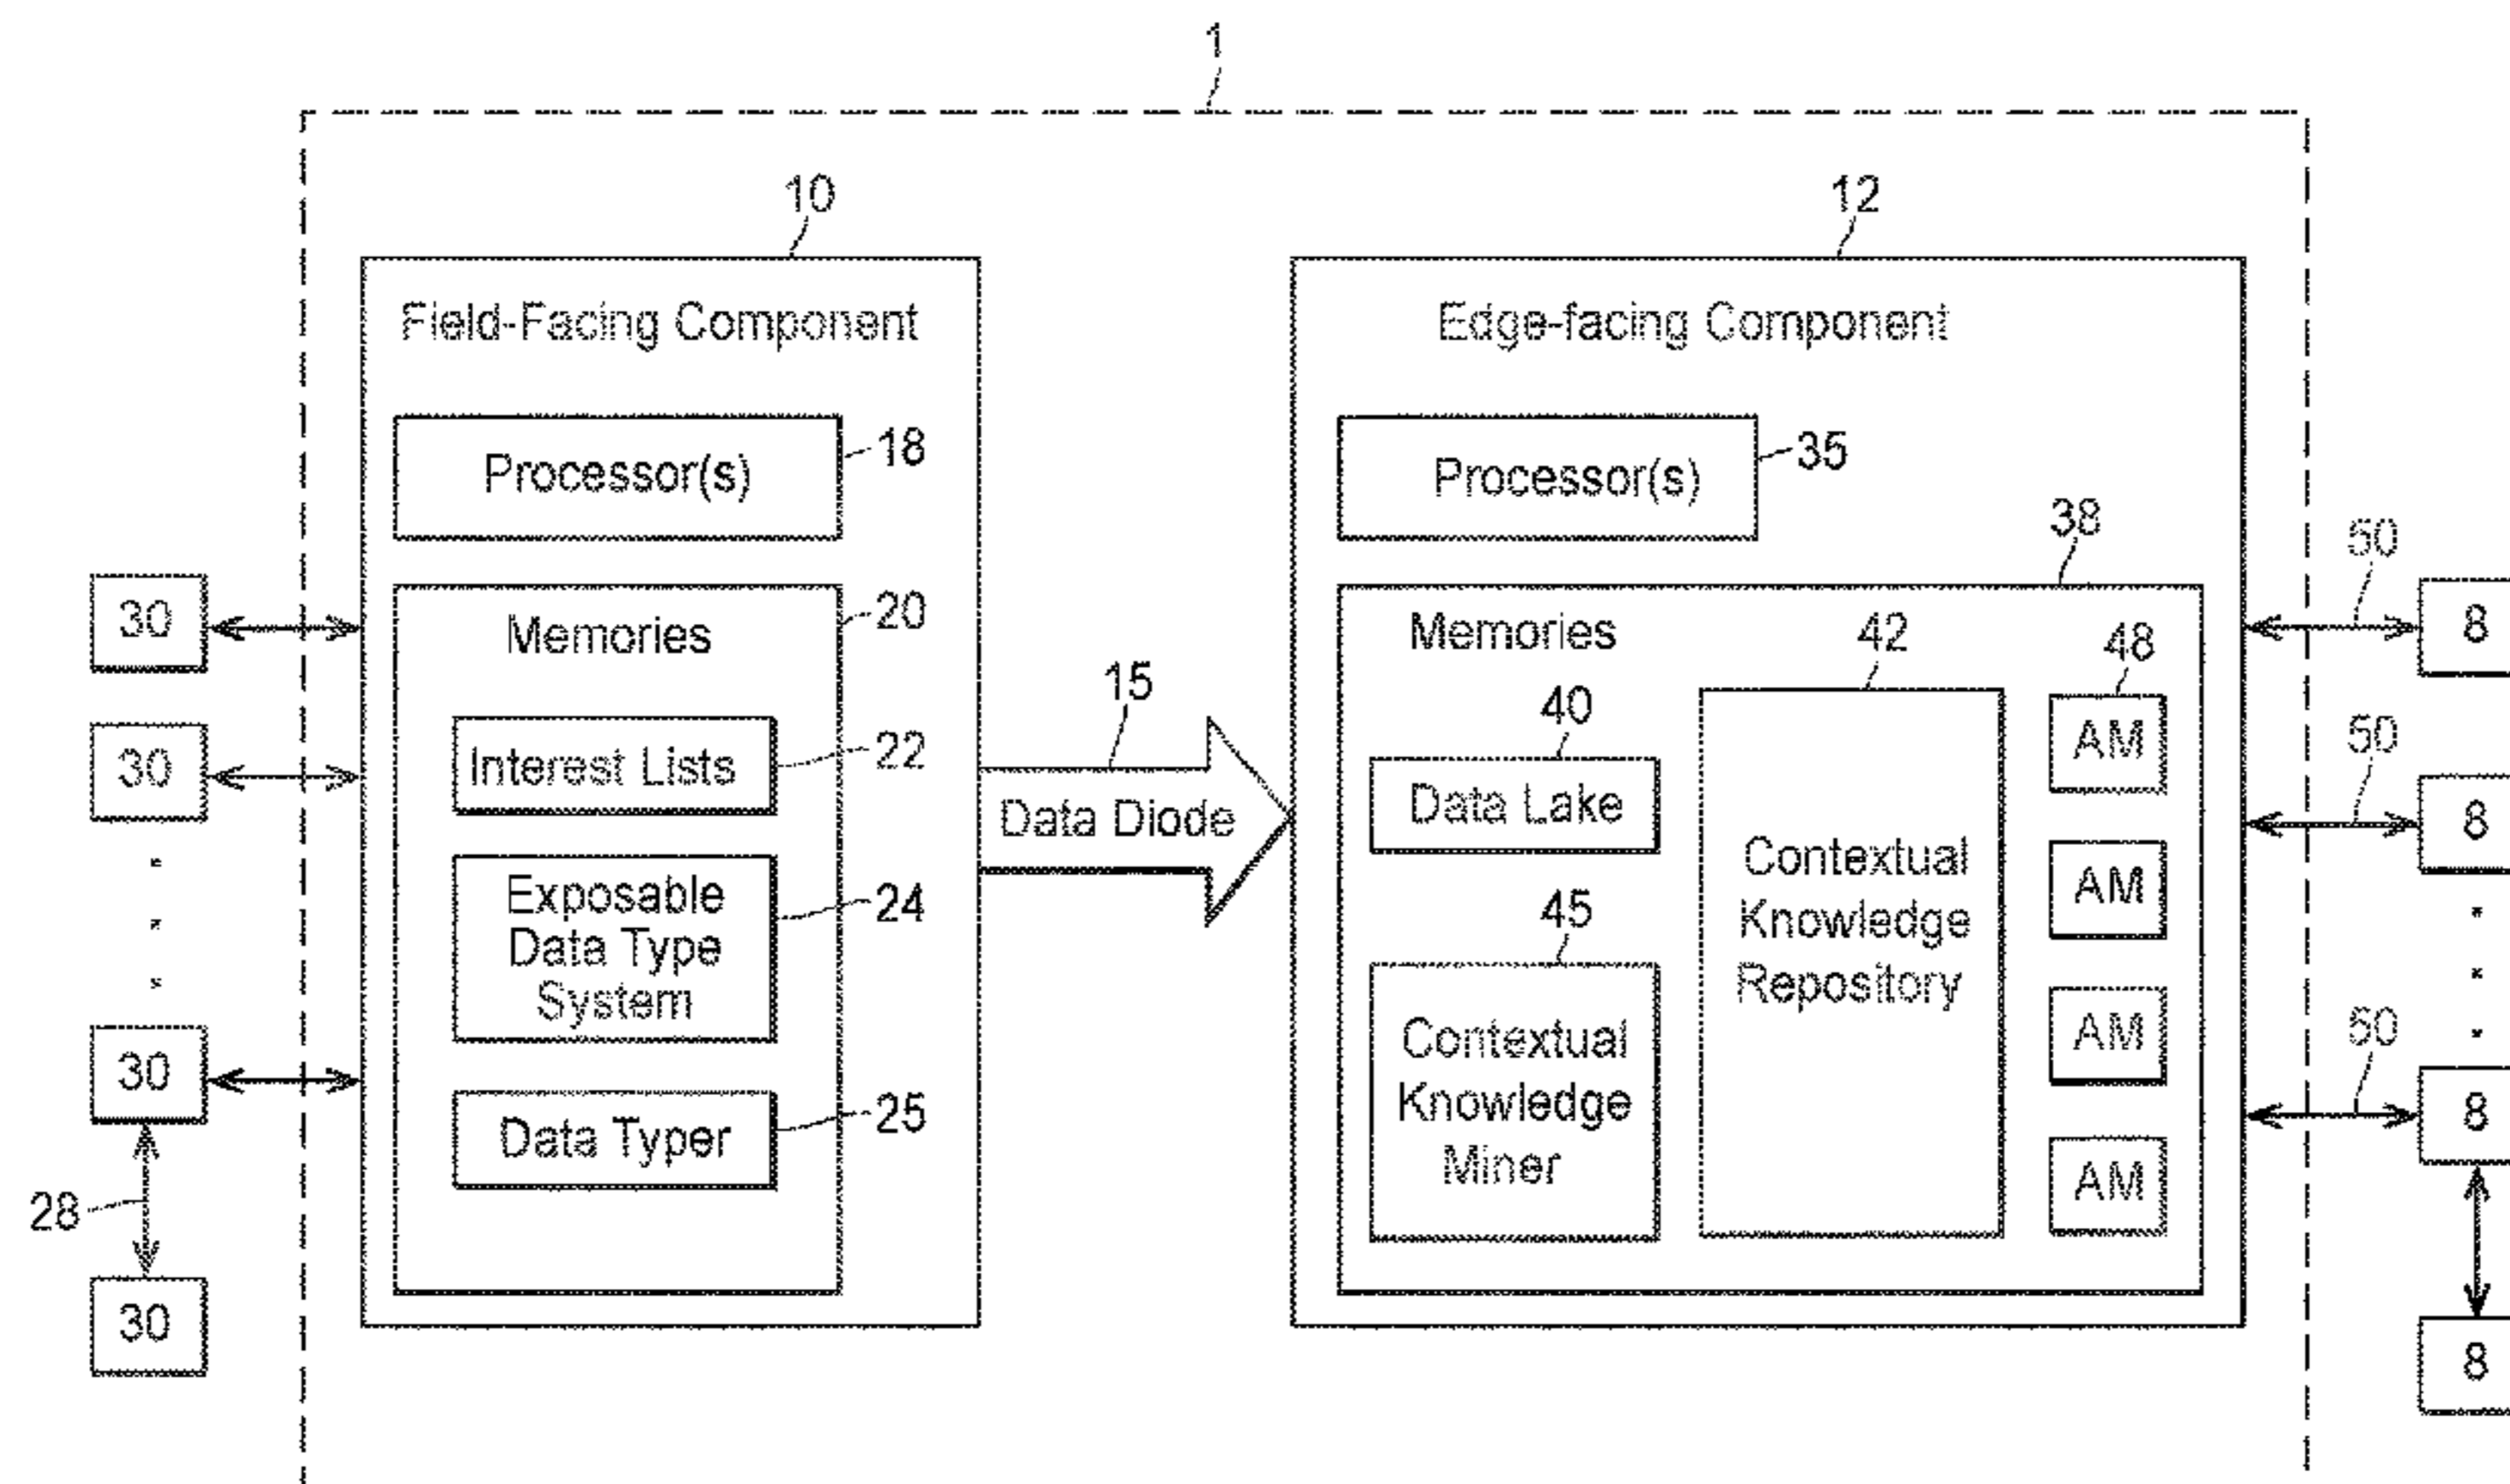 1
10
12
Field-Facing Component
Edge-facing Component
Processor(s)
18
Processor(s)
35
38
Memories
20
Memories
42
48
Interest Lists
22
15
Data Diode
40
Data Lake
Exposable
Data Type
System
24
45
Contextual
Knowledge
Miner
Contextual
Knowledge
Repository
AM
AM
AM
AM
Data Typer
25
30
30
30
28
30
50
8
50
8
50
8
8